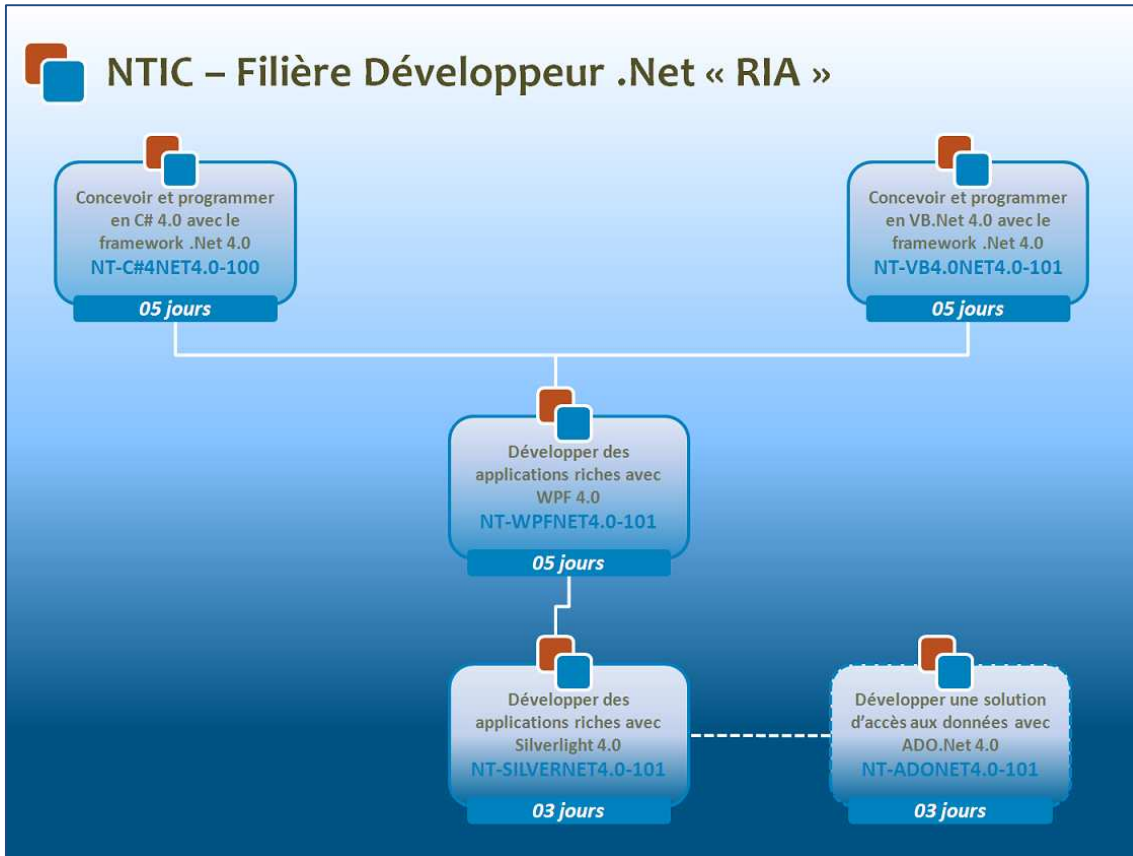 NTIC – Filière Développeur .Net « RIA »
Concevoir et programmer
en C# 4.0 avec le
framework .Net 4.0
NT-C#4NET4.0-100
05 jours
Concevoir et programmer
en VB.Net 4.0 avec le
framework .Net 4.0
NT-VB4.0NET4.0-101
05 jours
Développer des
applications riches avec
WPF 4.0
NT-WPFNET4.0-101
05 jours
Développer des
applications riches avec
Silverlight 4.0
NT-SILVERNET4.0-101
03 jours
Développer une solution
d’accès aux données avec
ADO.Net 4.0
NT-ADONET4.0-101
03 jours